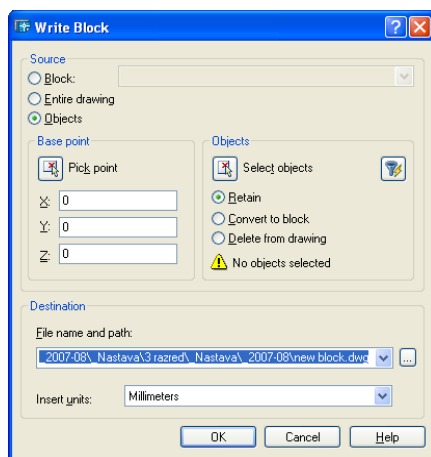 Write Block
Source
Block:
Entire drawing
Objects
Base point
Pick point
X: 0
Y: 0
Z: 0
Objects
Select objects
Retain
Convert to block
Delete from drawing
No objects selected
Destination
File name and path:
_2007-08\_Nastava\3 razred\_Nastava\_2007-08\new block.dwg
...
Insert units: Millimeters
OK Cancel Help